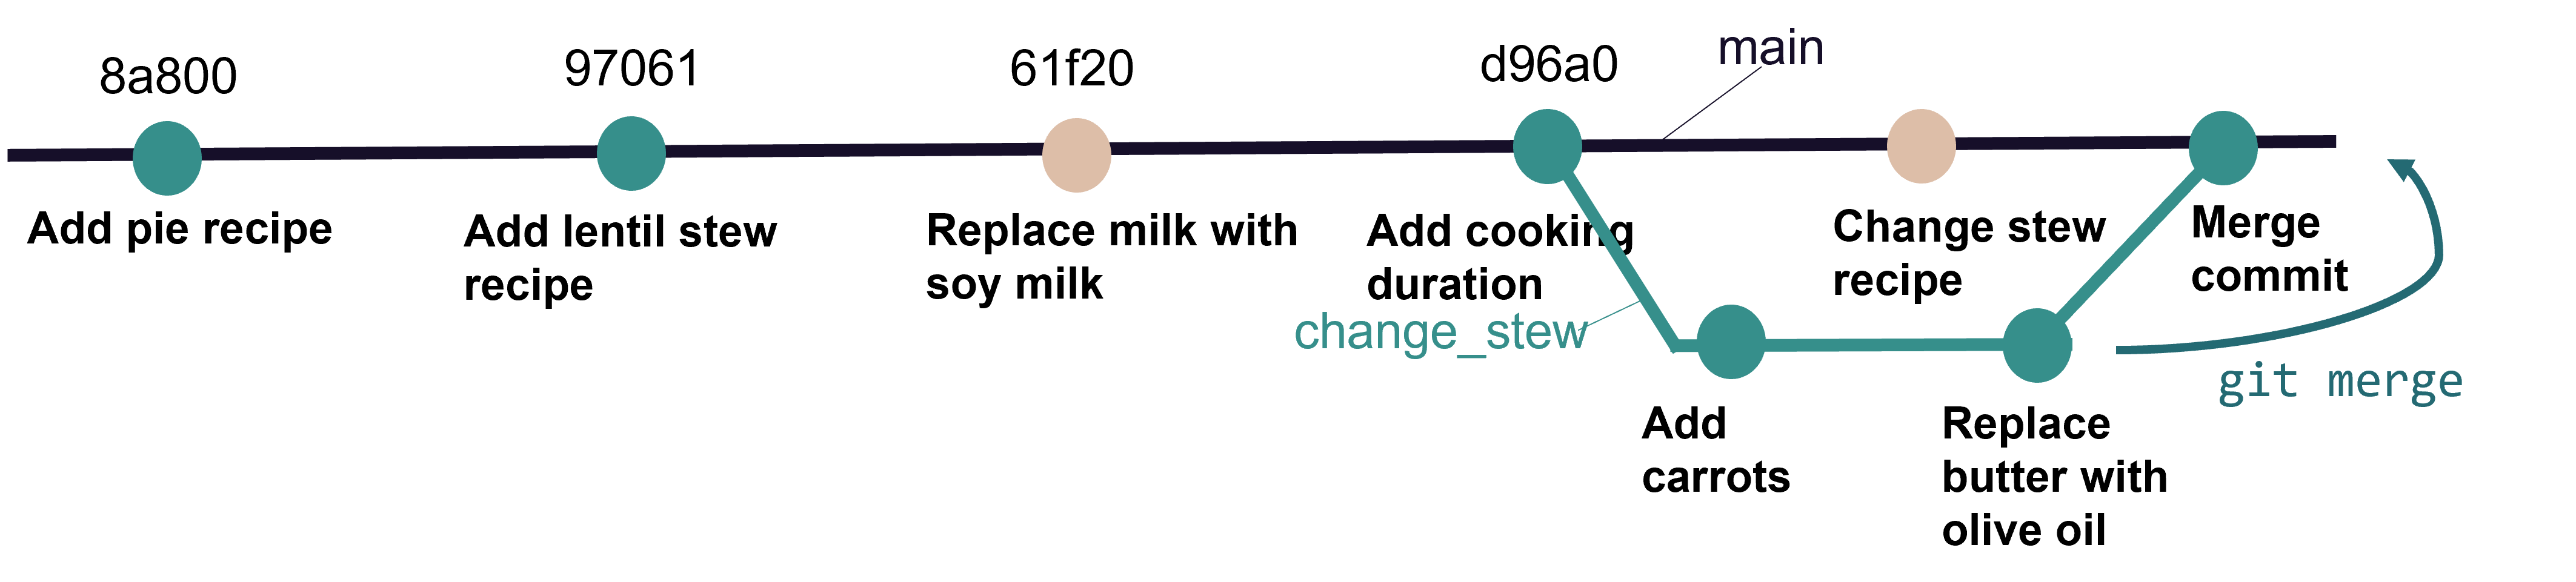 8a800
97061
61f20
d96a0
main
Add pie recipe
Add lentil stew
recipe
Replace milk with
soy milk
Add cooking
duration
Change stew
recipe
Merge
commit
change_stew
git merge
Add
carrots
Replace
butter with
olive oil